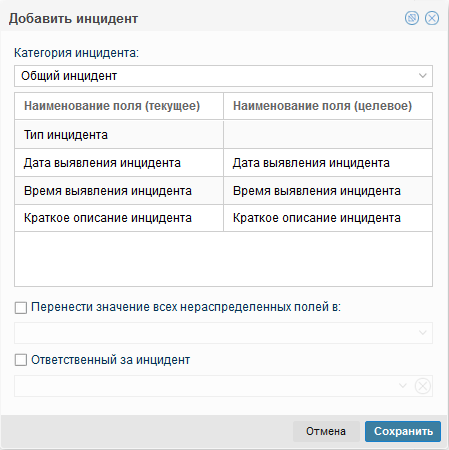 Добавить инцидент
Категория инцидента:
Общий инцидент
Наименование поля (текущее) Наименование поля (целевое)
Тип инцидента
Дата выявления инцидента Дата выявления инцидента
Время выявления инцидента Время выявления инцидента
Краткое описание инцидента Краткое описание инцидента
Перенести значение всех нераспределенных полей в:
Ответственный за инцидент
Отмена Сохранить